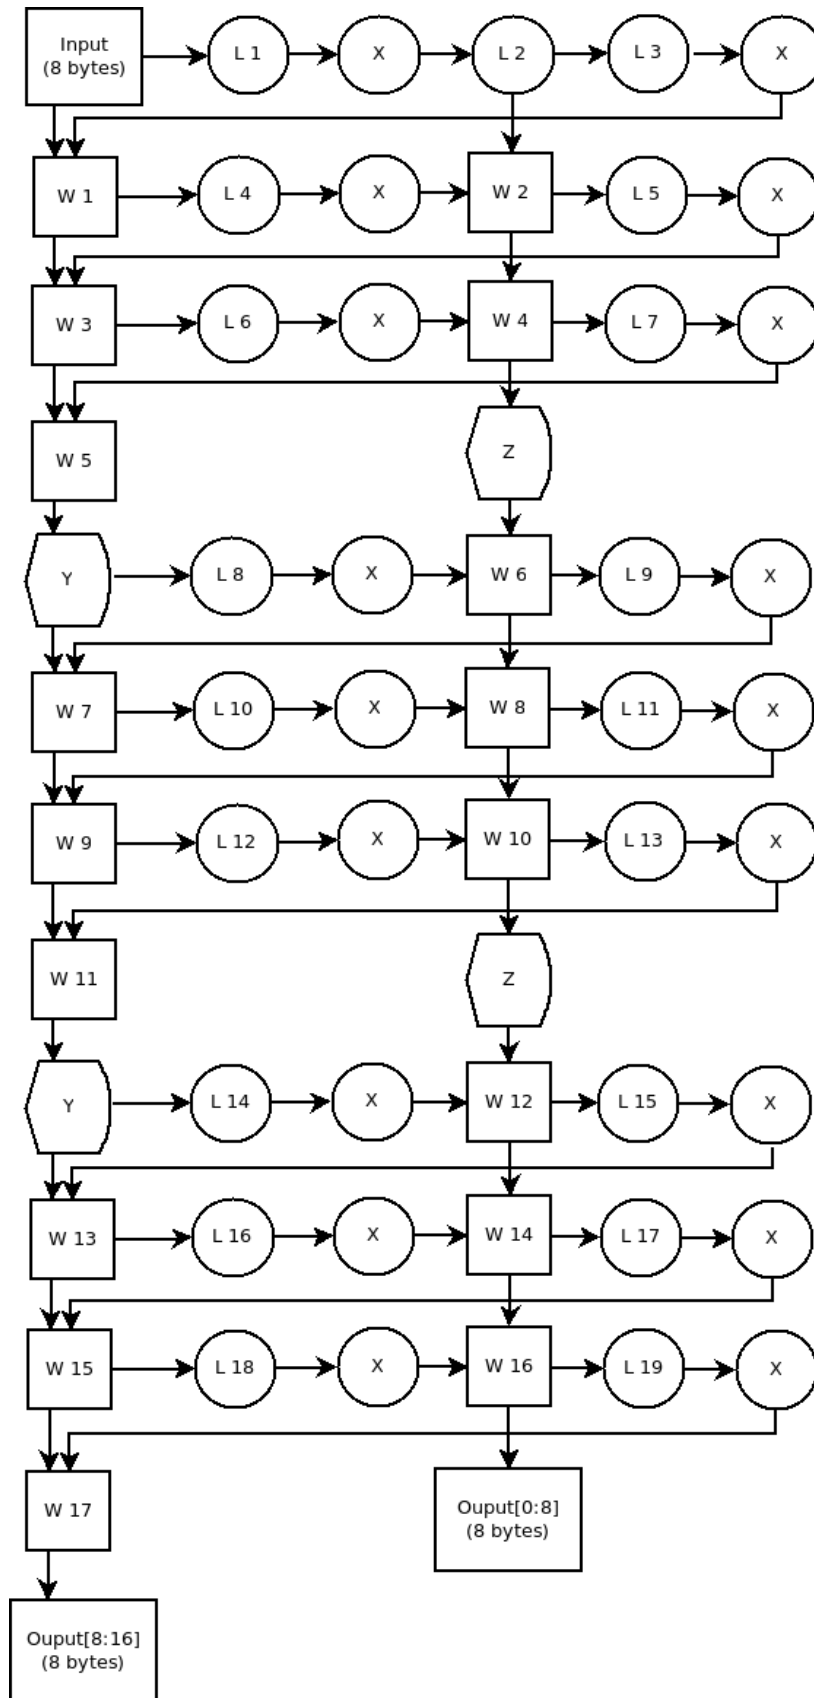 Input
(8 bytes)
L 1
X
L 2
L 3
X
W 1
L 4
X
W 2
L 5
X
W 3
L 6
X
W 4
L 7
X
W 5
Z
Y
L 8
X
W 6
L 9
X
W 7
L 10
X
W 8
L 11
X
W 9
L 12
X
W 10
L 13
X
W 11
Z
Y
L 14
X
W 12
L 15
X
W 13
L 16
X
W 14
L 17
X
W 15
L 18
X
W 16
L 19
X
W 17
Ouput[0:8]
(8 bytes)
Ouput[8:16]
(8 bytes)